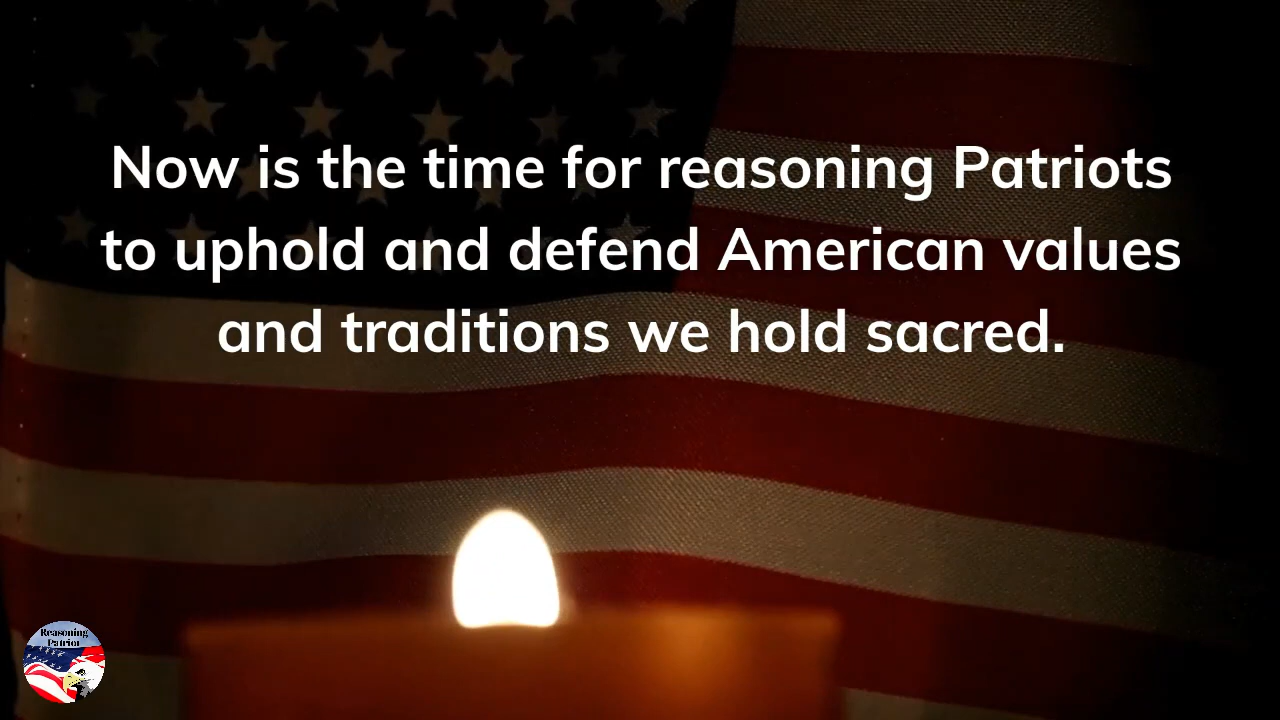 Now is the time for reasoning Patriots
to uphold and defend American values
and traditions we hold sacred.
Reasoning
Patriot